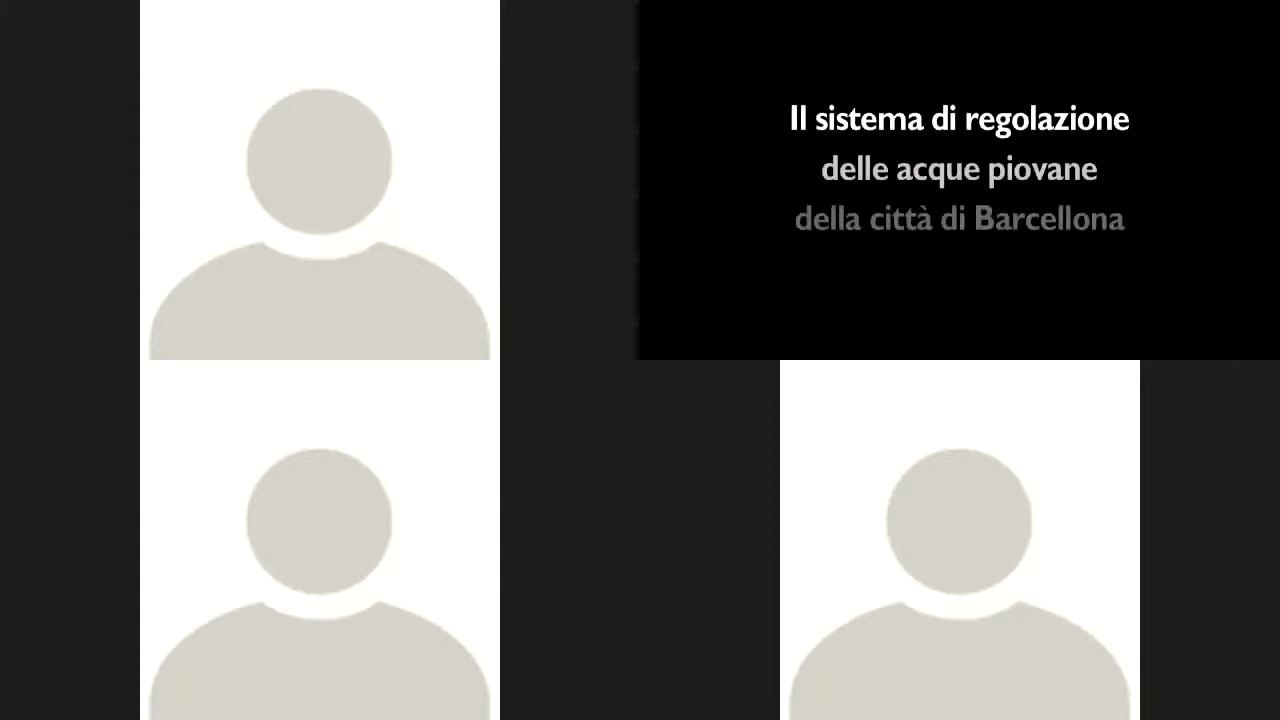 Il sistema di regolazione
delle acque piovane
della città di Barcellona